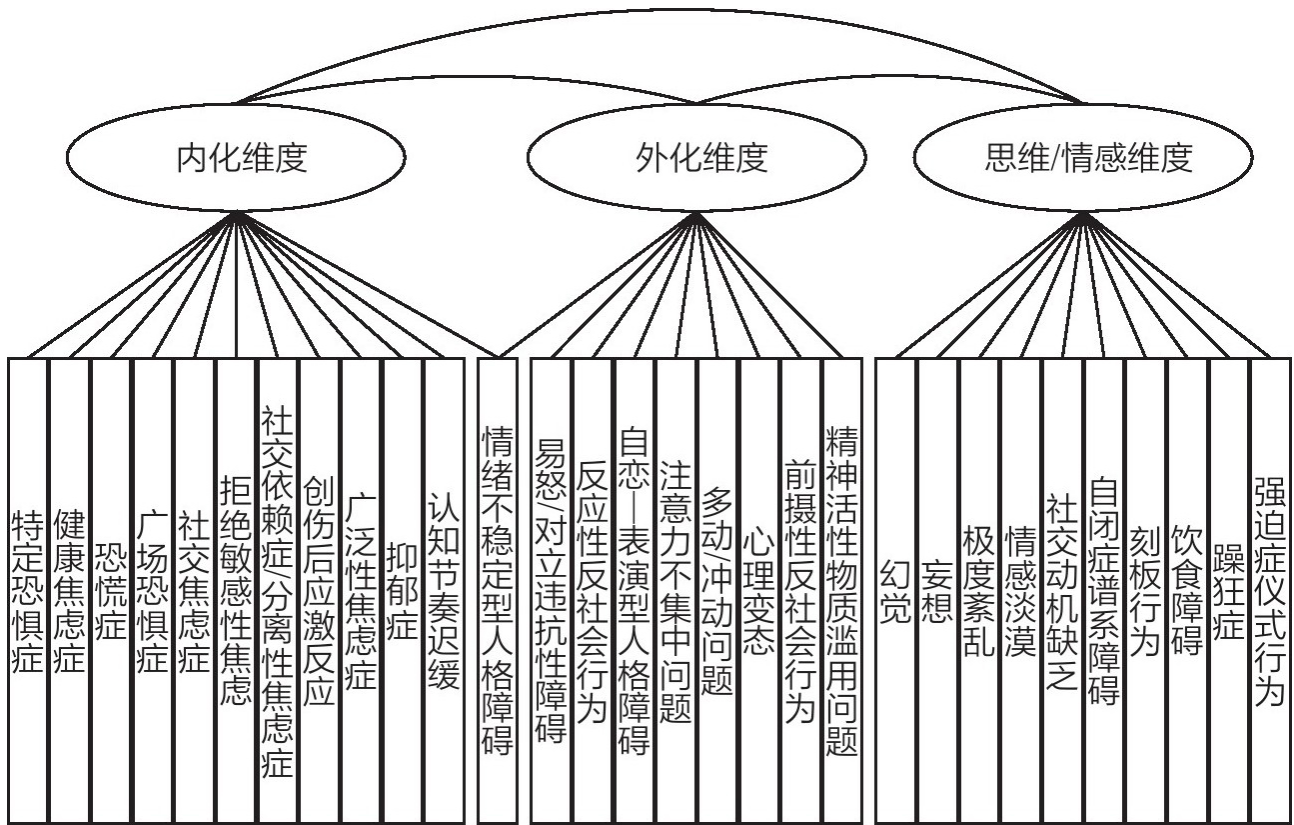 内化维度
外化维度
思维/情感维度
特定恐惧症
健康焦虑症
恐慌症
广场恐惧症
社交焦虑症
拒绝敏感性焦虑
社交依赖症/分离性焦虑症
创伤后应激反应
广泛性焦虑症
抑郁症
认知节奏迟缓
情绪不稳定型人格障碍
易怒/对立违抗性障碍
反应性反社会行为
自恋—表演型人格障碍
注意力不集中问题
多动/冲动问题
心理变态
前摄性反社会行为
精神活性物质滥用问题
幻觉
妄想
极度紊乱
情感淡漠
社交动机缺乏
自闭症谱系障碍
刻板行为
饮食障碍
躁狂症
强迫症仪式行为